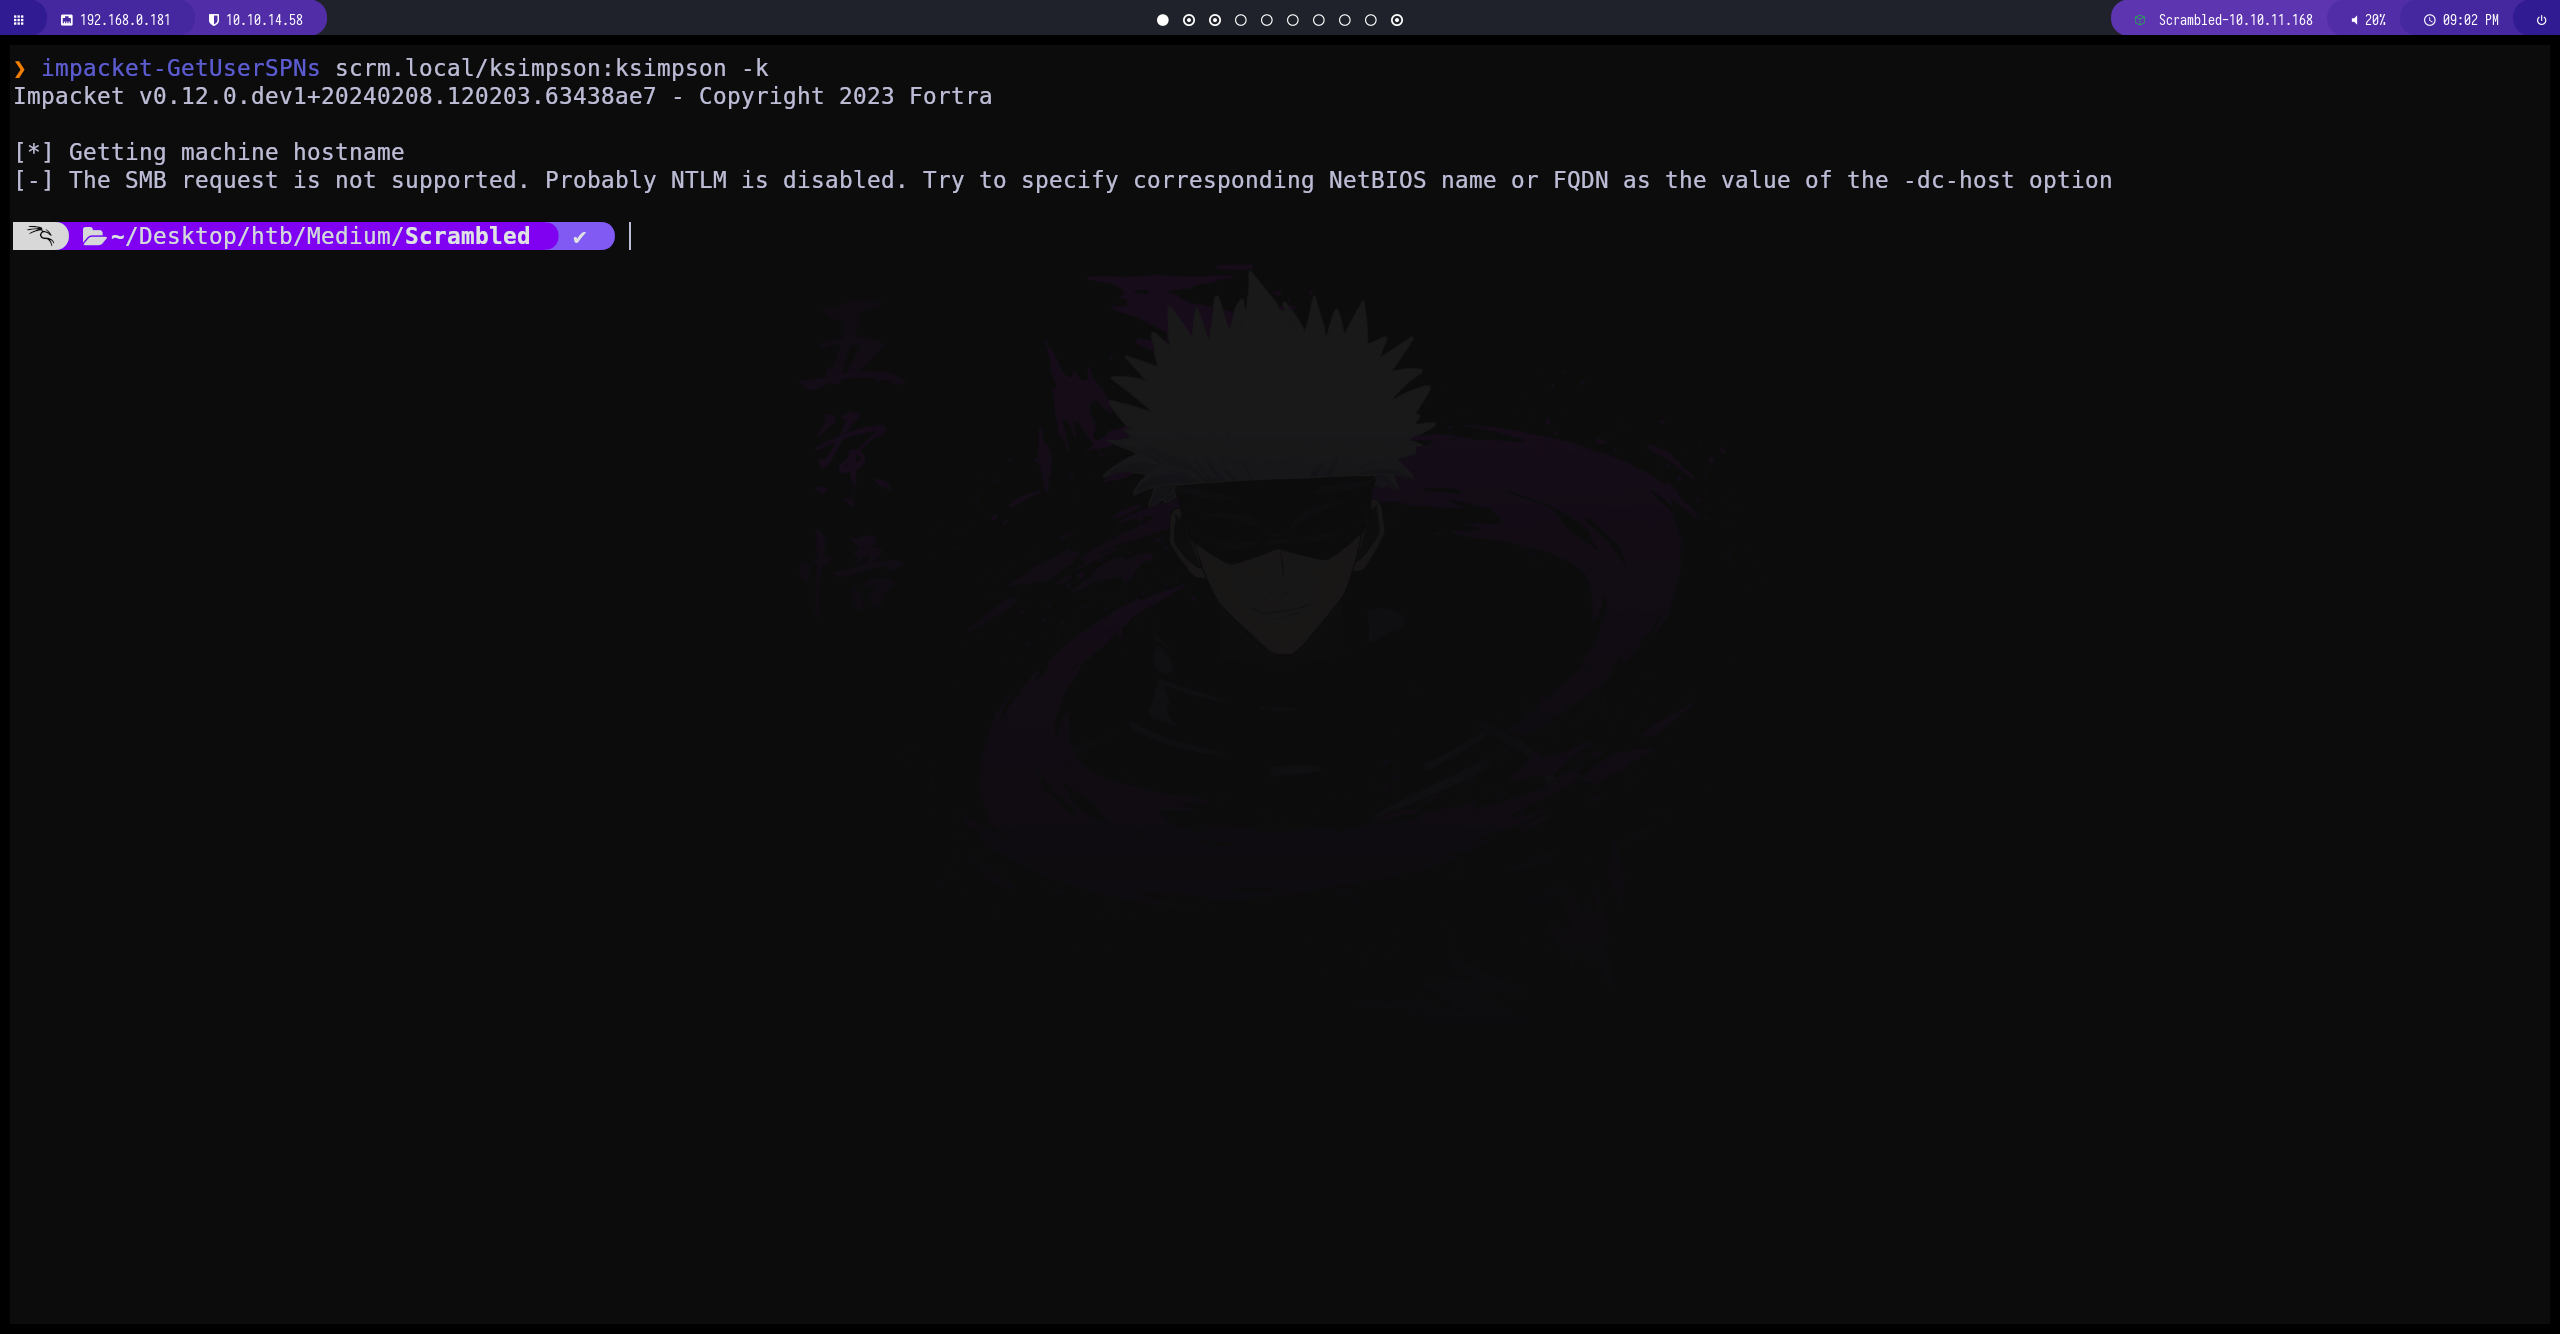 192.168.0.181 10.10.14.58 Scrambled-10.10.11.168 20% 09:02 PM
❯ impacket-GetUserSPNs scrm.local/ksimpson:ksimpson -k
Impacket v0.12.0.dev1+20240208.120203.63438ae7 - Copyright 2023 Fortra
[*] Getting machine hostname
[-] The SMB request is not supported. Probably NTLM is disabled. Try to specify corresponding NetBIOS name or FQDN as the value of the -dc-host option
~/Desktop/htb/Medium/Scrambled ✔
五
条
悟